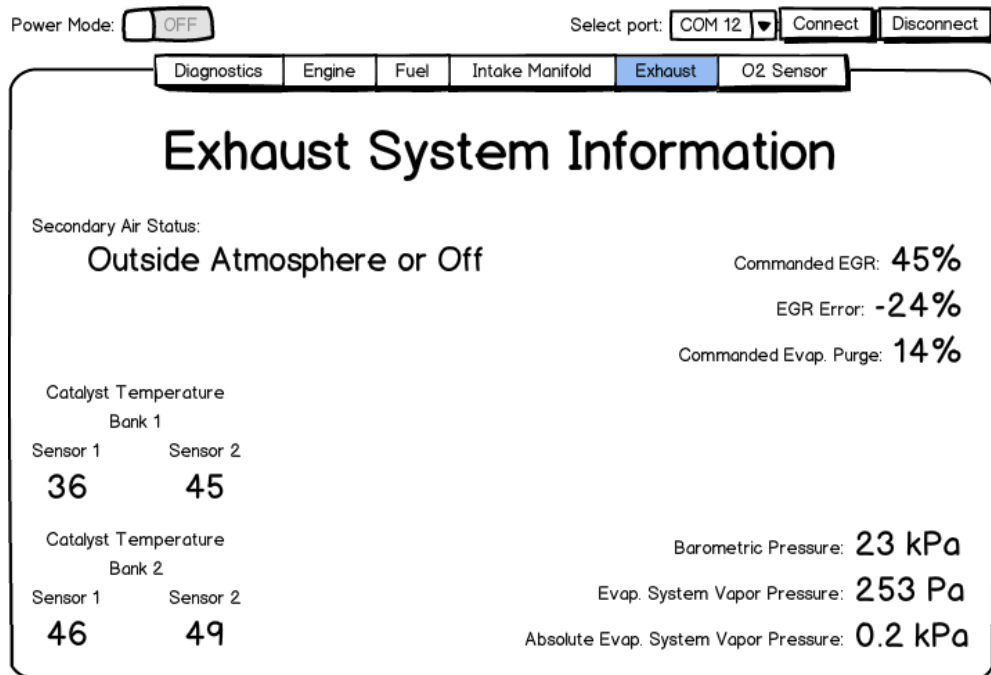 Power Mode: OFF Select port: COM 12 Connect Disconnect
Diagnostics Engine Fuel Intake Manifold Exhaust O2 Sensor
Exhaust System Information
Secondary Air Status:
Outside Atmosphere or Off
Commanded EGR: 45%
EGR Error: -24%
Commanded Evap. Purge: 14%
Catalyst Temperature
Bank 1
Sensor 1 Sensor 2
36 45
Catalyst Temperature
Bank 2
Sensor 1 Sensor 2
46 49
Barometric Pressure: 23 kPa
Evap. System Vapor Pressure: 253 Pa
Absolute Evap. System Vapor Pressure: 0.2 kPa